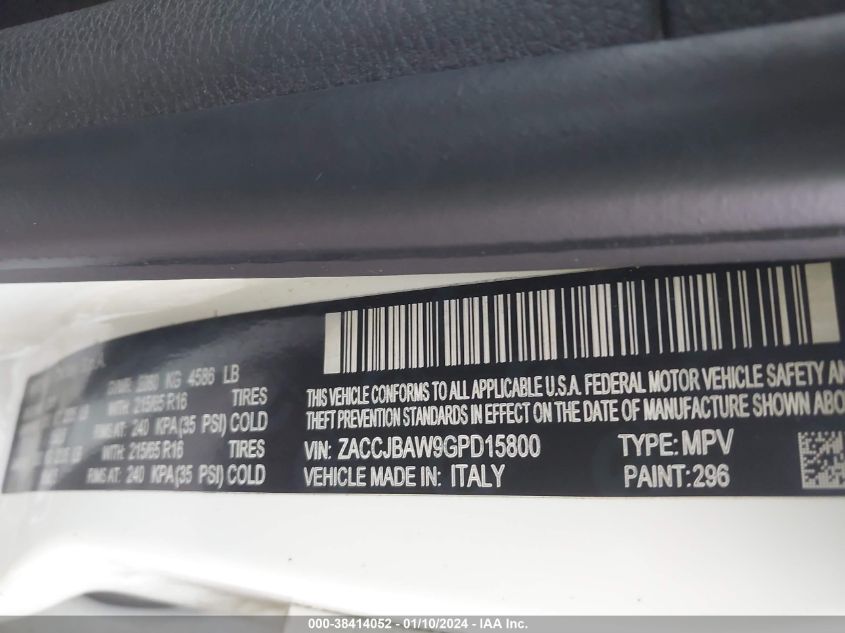 KG 4586 LB
WITH: 215/65 R16 TIRES
RIMS AT: 240 KPA(35 PSI) COLD
WITH: 215/65 R16 TIRES
RIMS AT: 240 KPA(35 PSI) COLD
THIS VEHICLE CONFORMS TO ALL APPLICABLE U.S.A. FEDERAL MOTOR VEHICLE SAFETY AN
THEFT PREVENTION STANDARDS IN EFFECT ON THE DATE OF MANUFACTURE SHOWN ABO
VIN: ZACCJBAW9GPD15800 TYPE: MPV
VEHICLE MADE IN: ITALY PAINT: 296
000-38414052 - 01/10/2024 - IAA Inc.